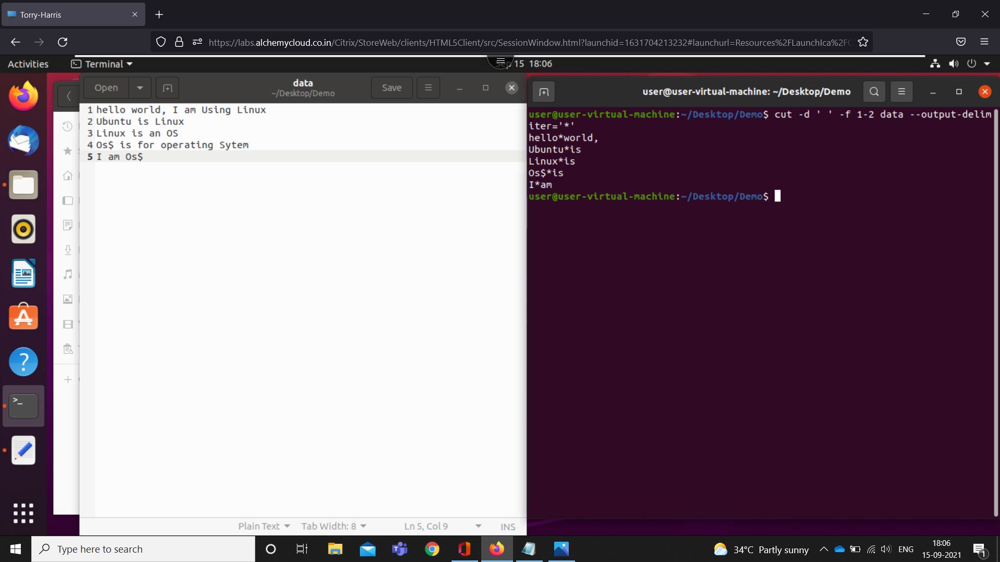 Torry-Harris
https://labs.alchemycloud.co.in/Citrix/StoreWeb/clients/HTML5Client/src/SessionWindow.html?launchid=1631704213232#launchurl=Resources%2FLaunchIca%2FC
Activities
Terminal
15 18:06
Open
data
~/Desktop/Demo
Save
1 hello world, I am Using Linux
2 Ubuntu is Linux
3 Linux is an OS
4 Os$ is for operating Sytem
5 I am Os$
Plain Text
Tab Width: 8
Ln 5, Col 9
INS
user@user-virtual-machine: ~/Desktop/Demo
user@user-virtual-machine:~/Desktop/Demo$ cut -d ' ' -f 1-2 data --output-delim
iter='*'
hello*world,
Ubuntu*is
Linux*is
Os$*is
I*am
user@user-virtual-machine:~/Desktop/Demo$
Type here to search
34°C Partly sunny
ENG
18:06
15-09-2021
1